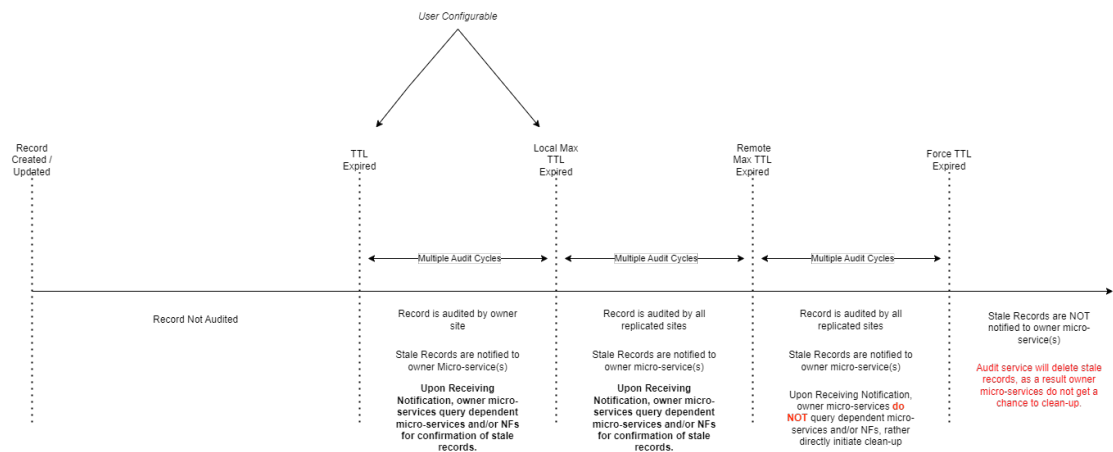 User Configurable
Record
Created /
Updated
TTL
Expired
Local Max
TTL
Expired
Remote
Max TTL
Expired
Force TTL
Expired
Multiple Audit Cycles
Multiple Audit Cycles
Multiple Audit Cycles
Record Not Audited
Record is audited by owner
site
Stale Records are notified to
owner Micro-service(s)
Upon Receiving
Notification, owner micro-
services query dependent
micro-services and/or NFs
for confirmation of stale
records.
Record is audited by all
replicated sites
Stale Records are notified to
owner micro-service(s)
Upon Receiving
Notification, owner micro-
services query dependent
micro-services and/or NFs
for confirmation of stale
records.
Record is audited by all
replicated sites
Stale Records are notified to
owner micro-service(s)
Upon Receiving Notification,
owner micro-services do
NOT query dependent micro-
services and/or NFs, rather
directly initiate clean-up
Stale Records are NOT
notified to owner micro-
service(s)
Audit service will delete stale
records, as a result owner
micro-services do not get a
chance to clean-up.